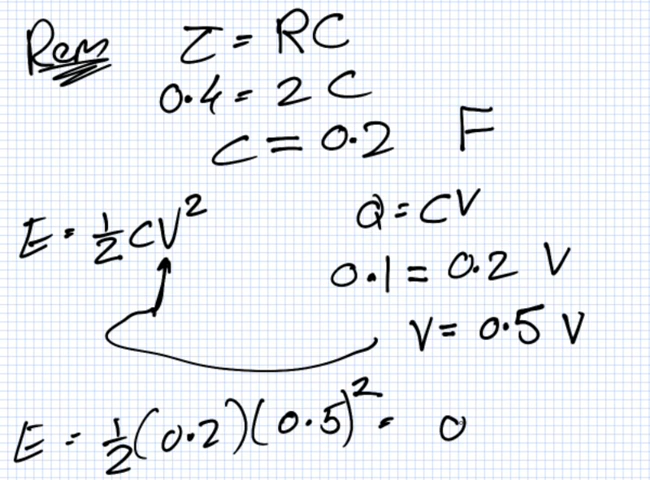 Rem τ = RC
0.4 = 2 C
C = 0.2 F
E = ½CV²
Q = CV
0.1 = 0.2 V
V = 0.5 V
E = ½(0.2)(0.5)² = 0